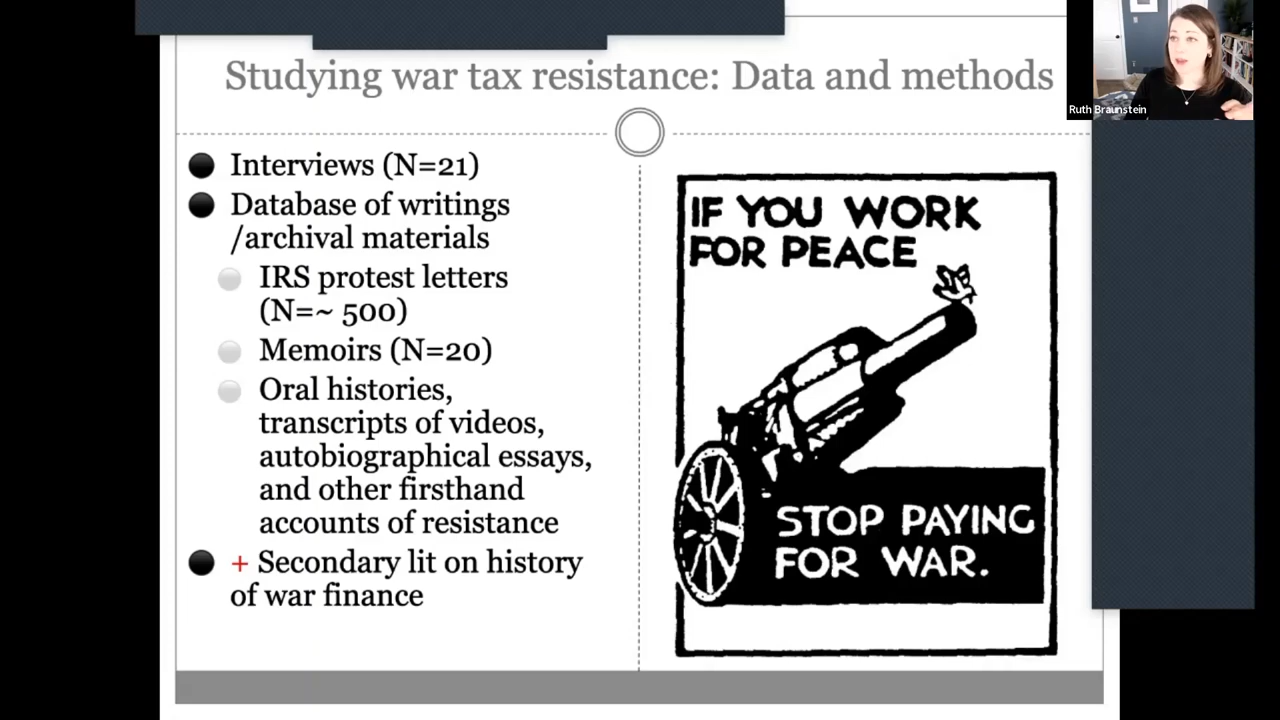 Studying war tax resistance: Data and methods
Ruth Braunstein
Interviews (N=21)
Database of writings
/archival materials
IRS protest letters
(N=~ 500)
Memoirs (N=20)
Oral histories,
transcripts of videos,
autobiographical essays,
and other firsthand
accounts of resistance
+ Secondary lit on history
of war finance
IF YOU WORK
FOR PEACE
STOP PAYING
FOR WAR.